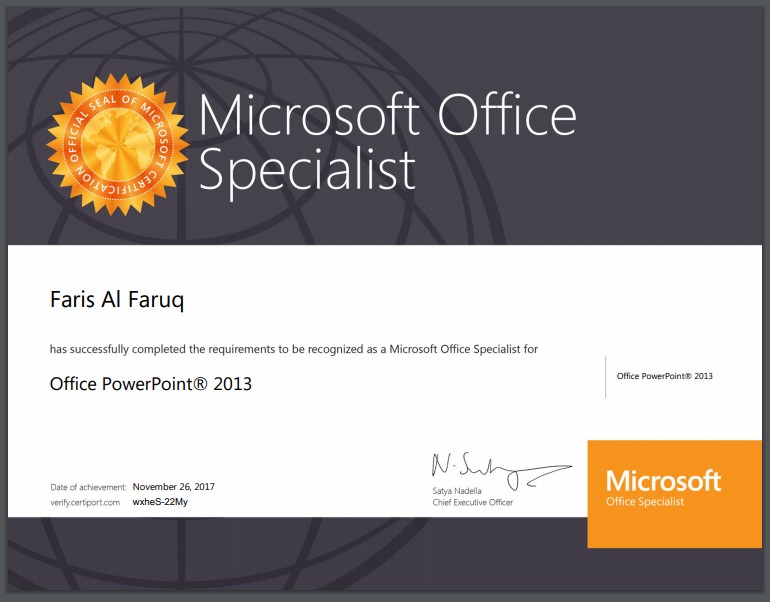 OFFICIAL SEAL OF MICROSOFT CERTIFICATION
Microsoft Office
Specialist
Faris Al Faruq
has successfully completed the requirements to be recognized as a Microsoft Office Specialist for
Office PowerPoint® 2013
Office PowerPoint® 2013
N. Satya
Satya Nadella
Chief Executive Officer
Date of achievement: November 26, 2017
verify.certiport.com wxheS-22My
Microsoft
Office Specialist